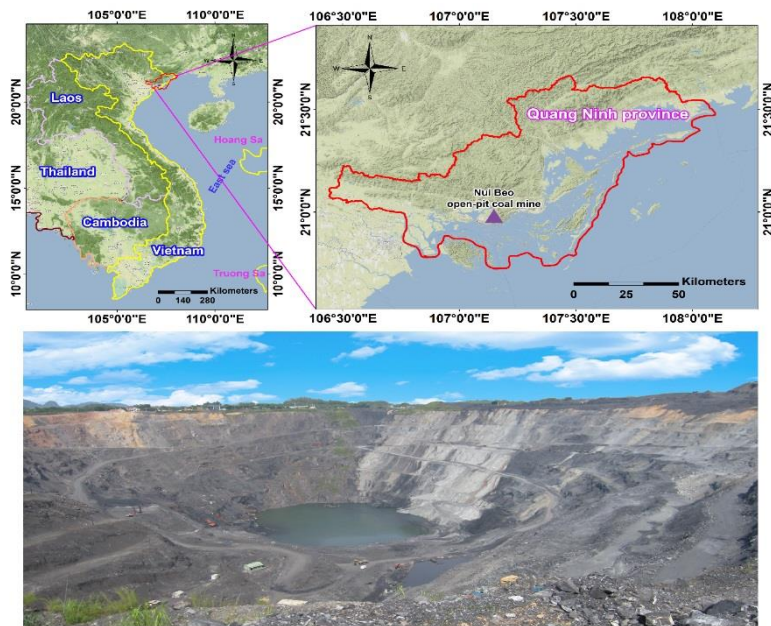 105°0'0"E 110°0'0"E
20°0'0"N
15°0'0"N
10°0'0"N
N
W
S
Laos
Hoang Sa
Thailand
East sea
Cambodia
Vietnam
Truong Sa
Kilometers
0 140 280
20°0'0"N
15°0'0"N
10°0'0"N
105°0'0"E 110°0'0"E
106°30'0"E 107°0'0"E 107°30'0"E 108°0'0"E
21°30'0"N
21°0'0"N
N
W E
S
Quang Ninh province
Nui Beo
open-pit coal mine
Kilometers
0 25 50
21°30'0"N
21°0'0"N
106°30'0"E 107°0'0"E 107°30'0"E 108°0'0"E